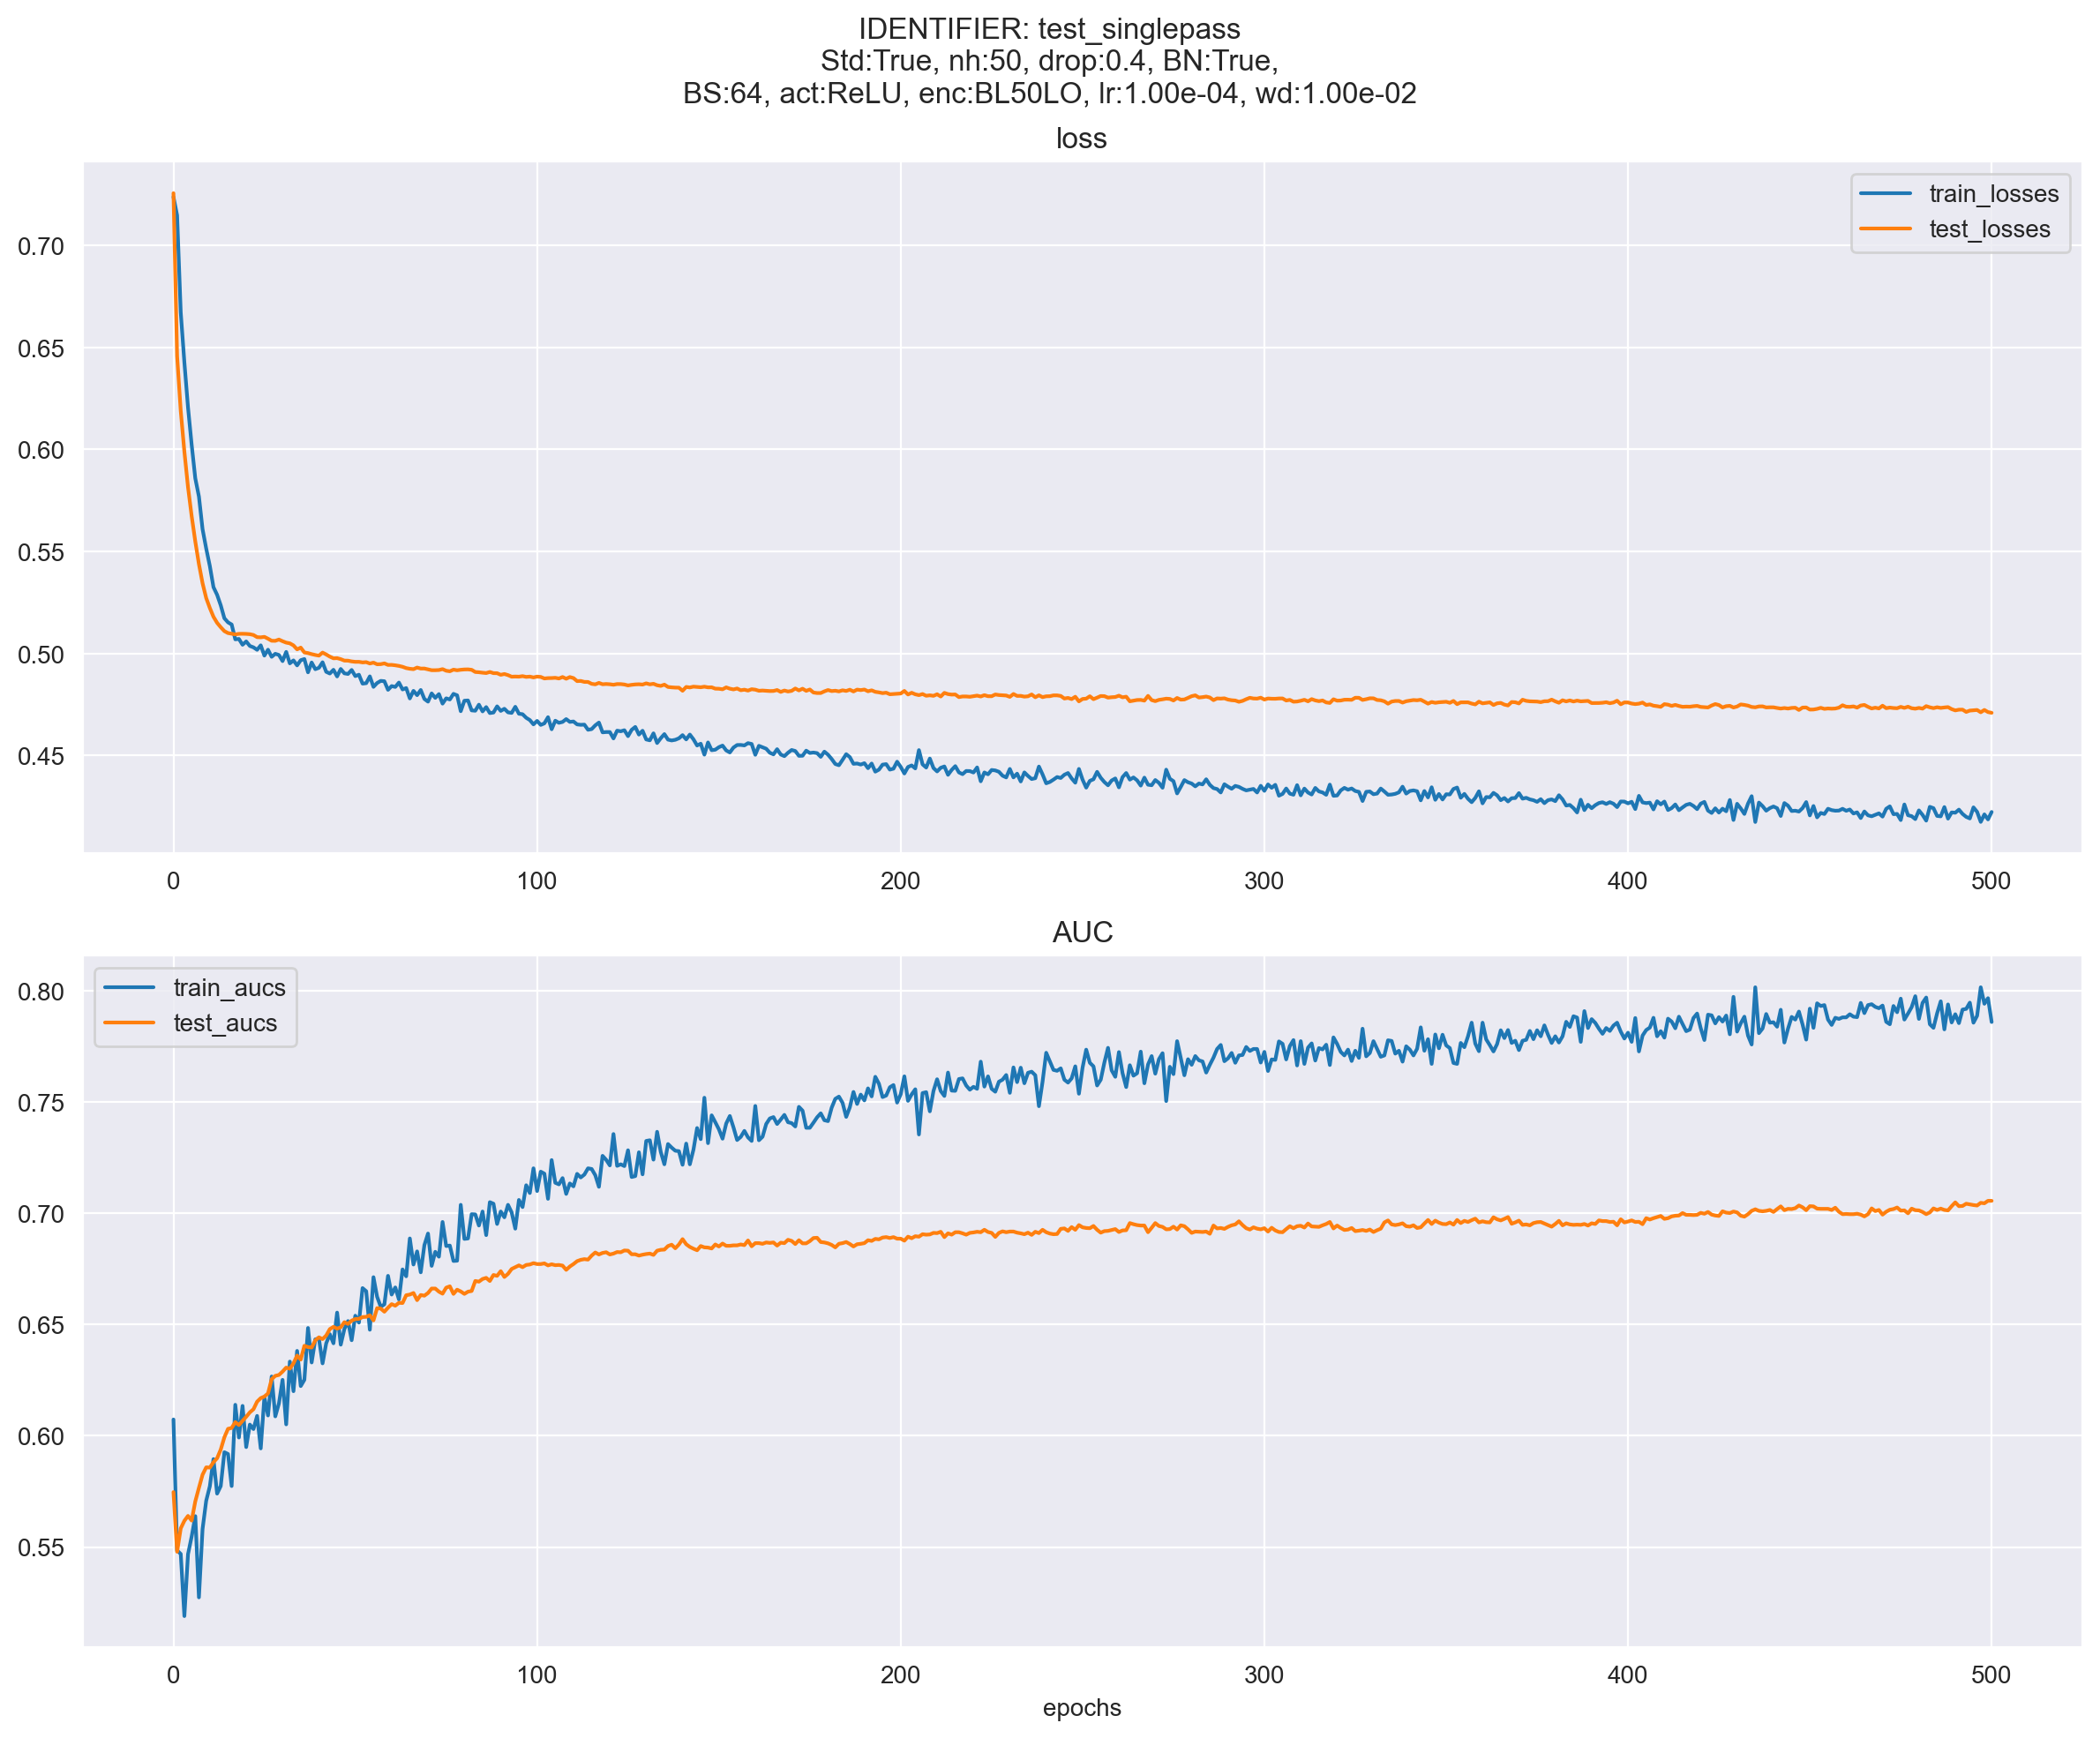 IDENTIFIER: test_singlepass
Std:True, nh:50, drop:0.4, BN:True,
BS:64, act:ReLU, enc:BL50LO, lr:1.00e-04, wd:1.00e-02
loss
train_losses
test_losses
0.70
0.65
0.60
0.55
0.50
0.45
0 100 200 300 400 500
AUC
train_aucs
test_aucs
0.80
0.75
0.70
0.65
0.60
0.55
0 100 200 300 400 500
epochs